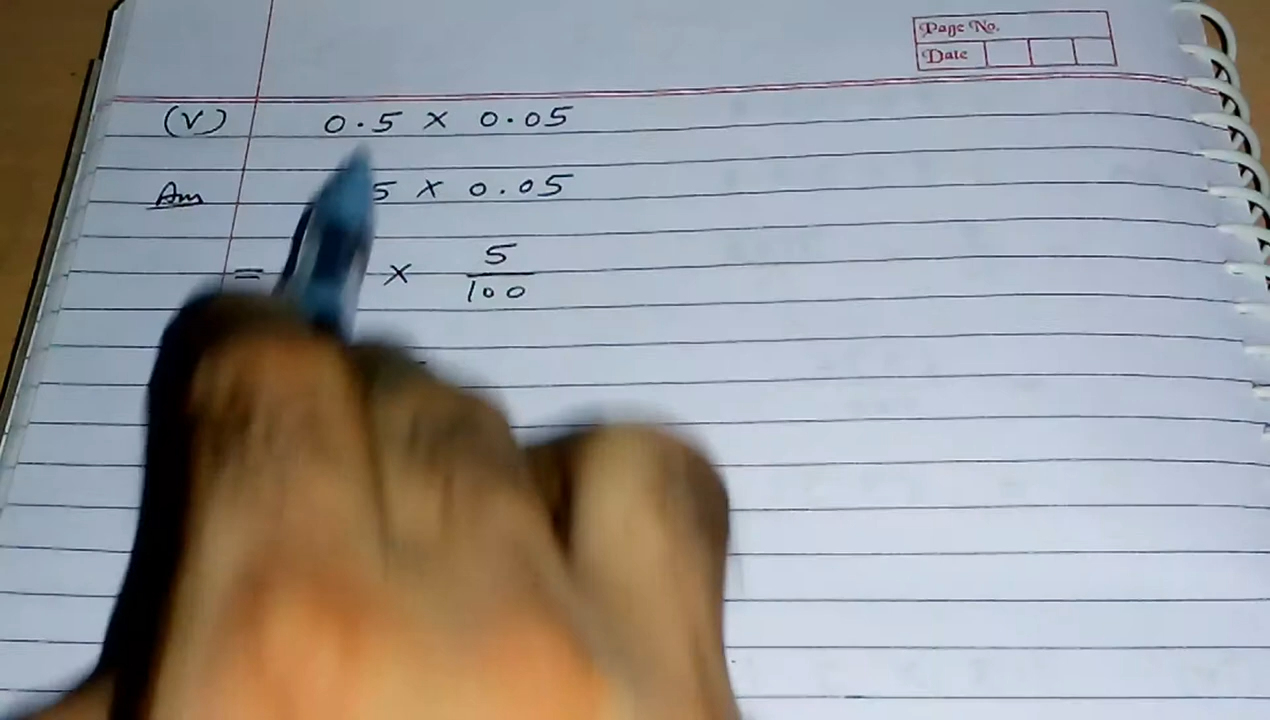 Page No.
Date
(V) 0.5 × 0.05
Ans 5 × 0.05
= × 5/100